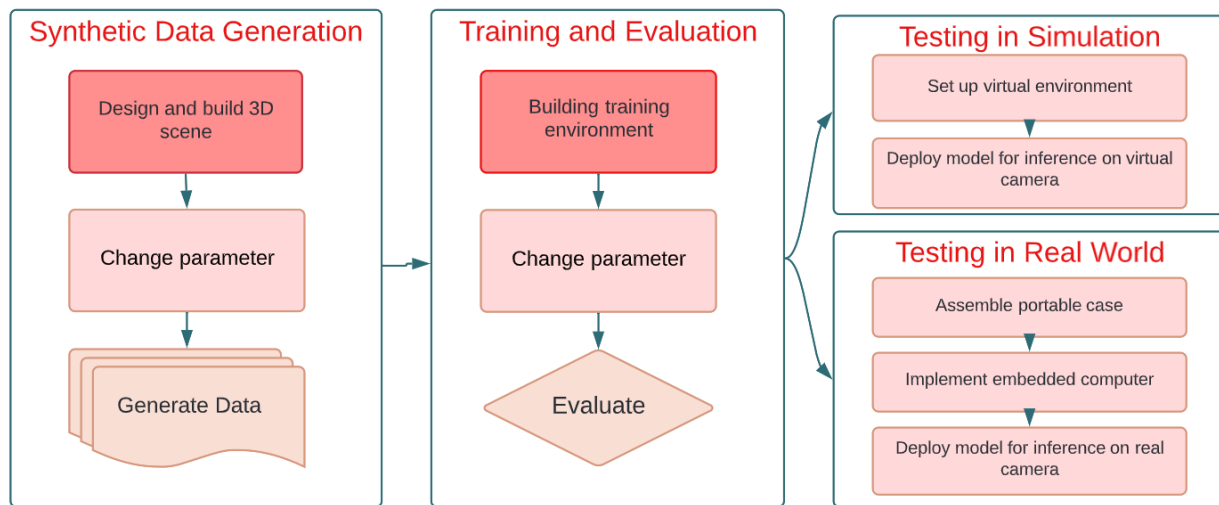 Synthetic Data Generation
Design and build 3D
scene
Change parameter
Generate Data
Training and Evaluation
Building training
environment
Change parameter
Evaluate
Testing in Simulation
Set up virtual environment
Deploy model for inference on virtual
camera
Testing in Real World
Assemble portable case
Implement embedded computer
Deploy model for inference on real
camera